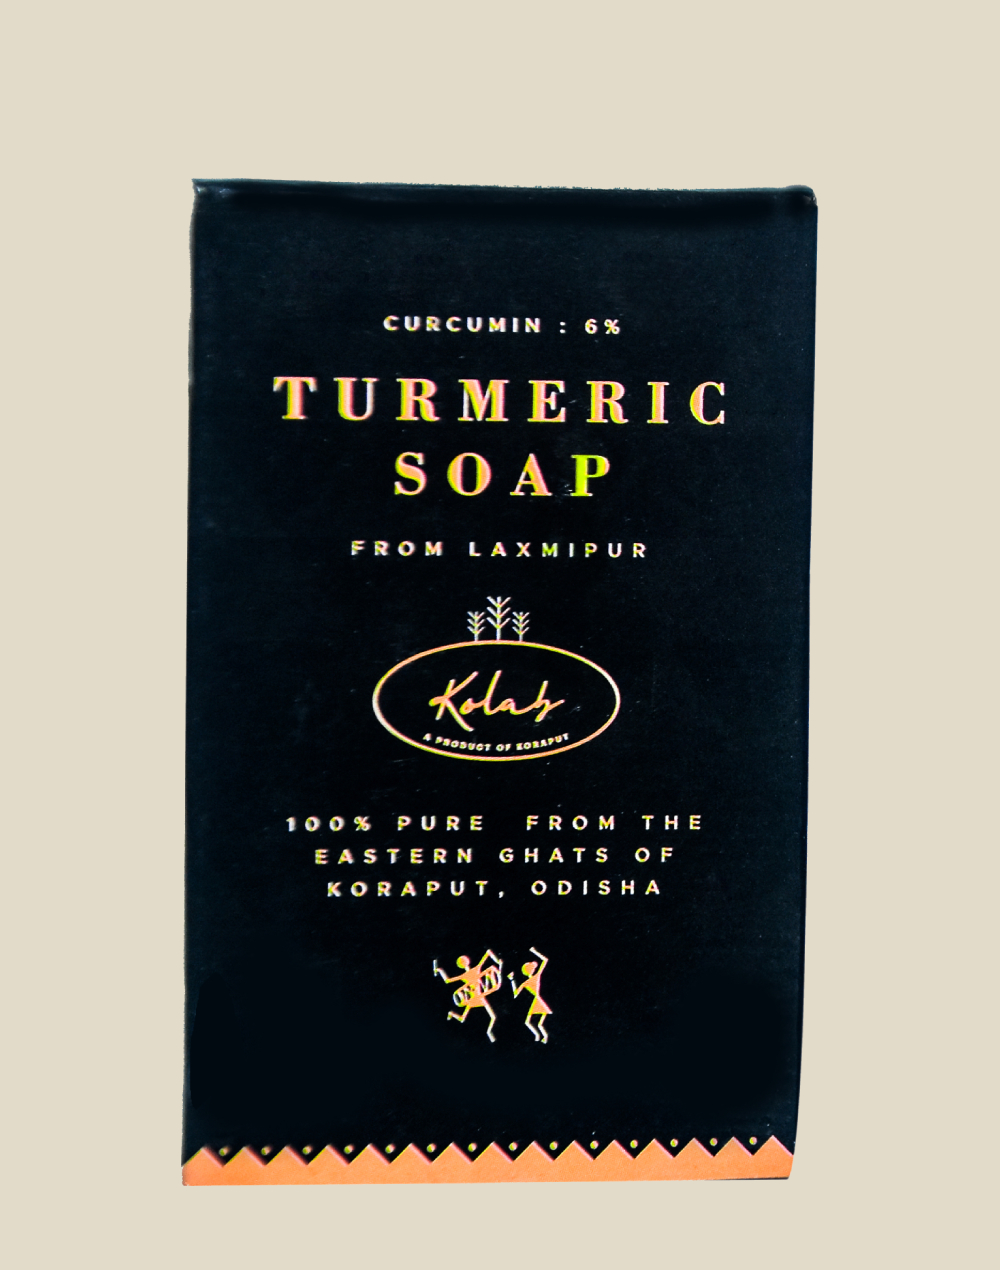 CURCUMIN : 6%
TURMERIC
SOAP
FROM LAXMIPUR
Kolab
A PRODUCT OF KORAPUT
100% PURE FROM THE
EASTERN GHATS OF
KORAPUT, ODISHA